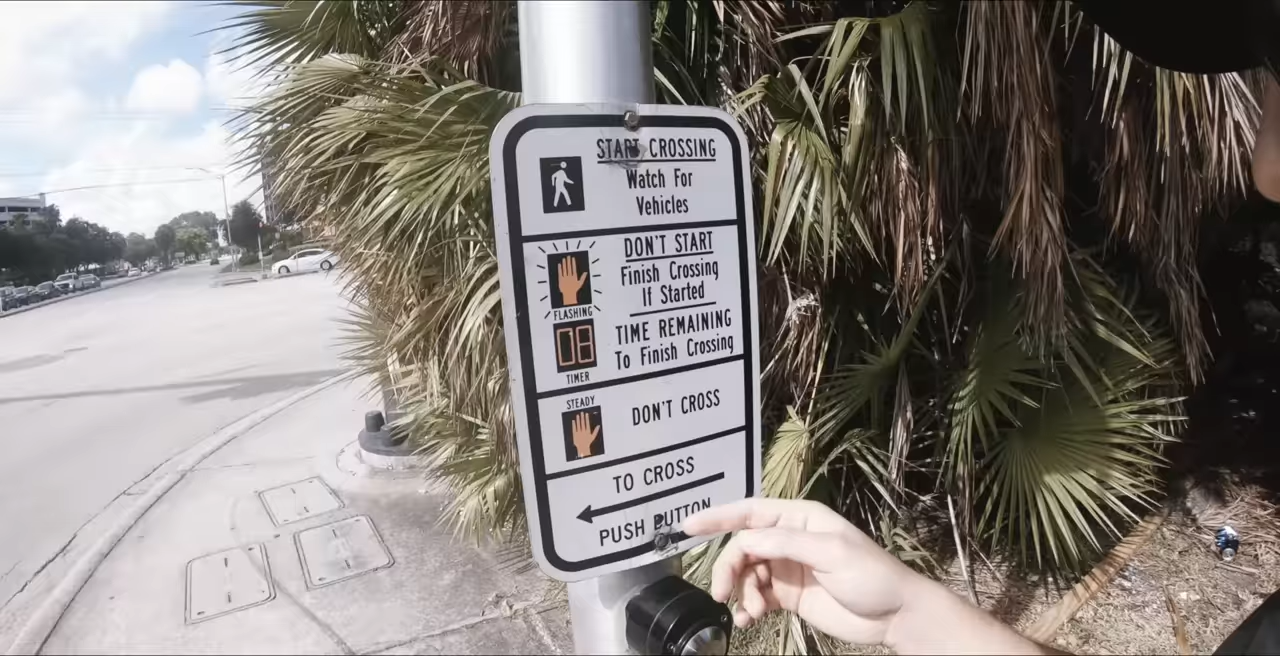 START CROSSING
Watch For
Vehicles
DON'T START
Finish Crossing
If Started
FLASHING
08
TIME REMAINING
To Finish Crossing
TIMER
STEADY
DON'T CROSS
TO CROSS
PUSH BUTTON